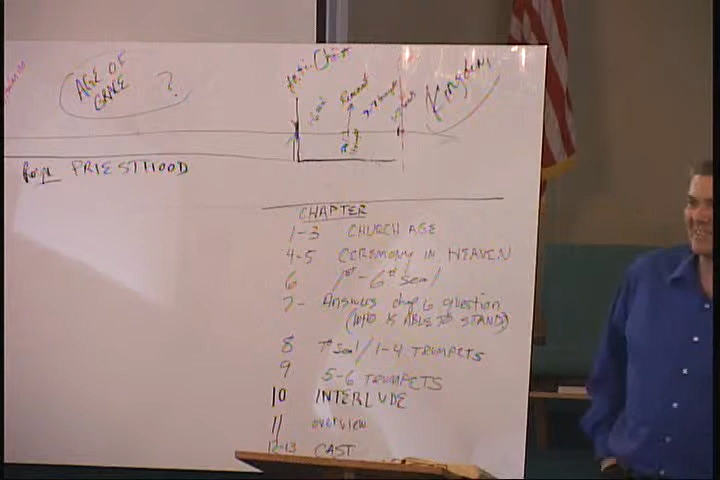 AGE OF
GRACE ?
Anti-Christ
Kingdom
PRIESTHOOD
CHAPTER
1-3 CHURCH AGE
4-5 CEREMONY IN HEAVEN
6 1st-6th seal
7- Answers chap 6 question
(WHO IS ABLE TO STAND)
8 7th seal/1-4 TRUMPETS
9 5-6 TRUMPETS
10 INTERLUDE
11 overview
12-13 CAST